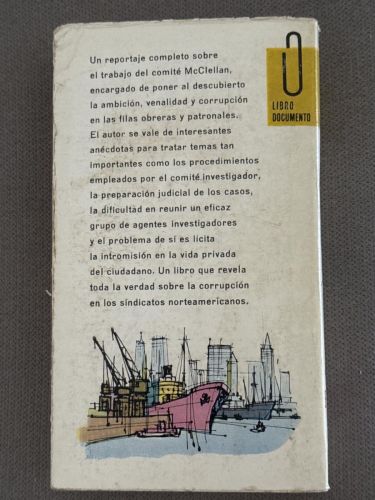 Un reportaje completo sobre
el trabajo del comité McClellan,
encargado de poner al descubierto
la ambición, venalidad y corrupción
en las filas obreras y patronales.
El autor se vale de interesantes
anécdotas para tratar temas tan
importantes como los procedimientos
empleados por el comité investigador,
la preparación judicial de los casos,
la dificultad en reunir un eficaz
grupo de agentes investigadores
y el problema de si es lícita
la intromisión en la vida privada
del ciudadano. Un libro que revela
toda la verdad sobre la corrupción
en los sindicatos norteamericanos.
LIBRO
DOCUMENTO